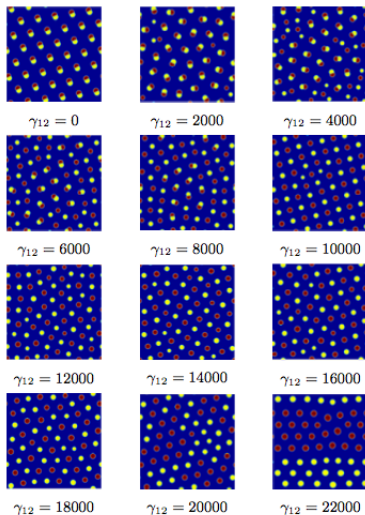 γ₁₂ = 0 γ₁₂ = 2000 γ₁₂ = 4000
γ₁₂ = 6000 γ₁₂ = 8000 γ₁₂ = 10000
γ₁₂ = 12000 γ₁₂ = 14000 γ₁₂ = 16000
γ₁₂ = 18000 γ₁₂ = 20000 γ₁₂ = 22000